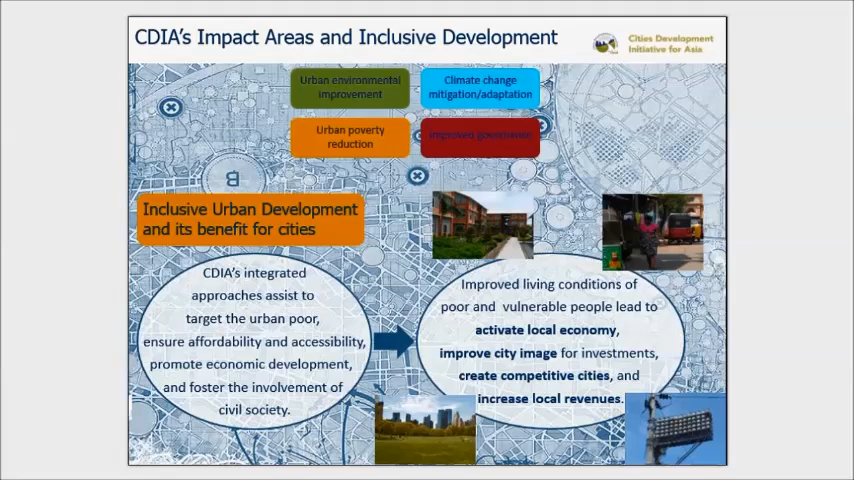 CDIA's Impact Areas and Inclusive Development
Cities Development
Initiative for Asia
Urban environmental
improvement
Climate change
mitigation/adaptation
Urban poverty
reduction
Improved governance
Inclusive Urban Development
and its benefit for cities
CDIA's integrated
approaches assist to
target the urban poor,
ensure affordability and accessibility,
promote economic development,
and foster the involvement of
civil society.
Improved living conditions of
poor and vulnerable people lead to
activate local economy,
improve city image for investments,
create competitive cities, and
increase local revenues.